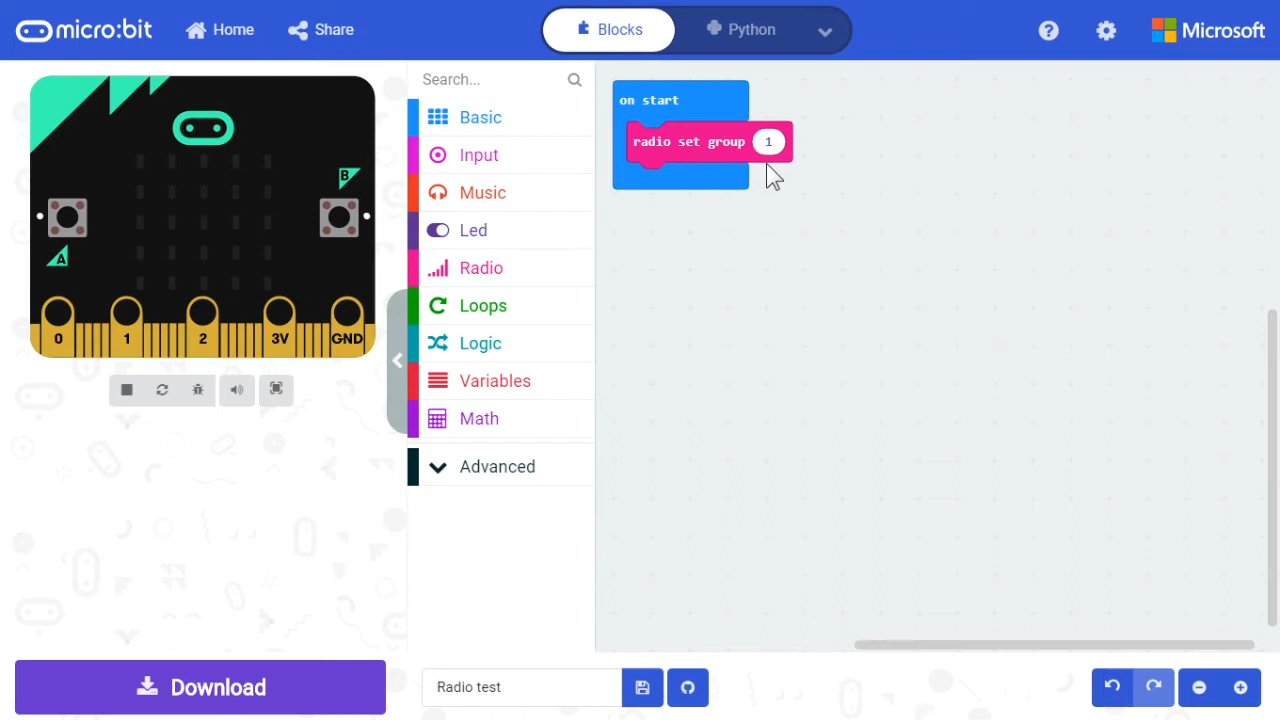 micro:bit
Home
Share
Blocks
Python
Microsoft
B
A
0 1 2 3V GND
Search...
Basic
Input
Music
Led
Radio
Loops
Logic
Variables
Math
Advanced
on start
radio set group 1
Download
Radio test